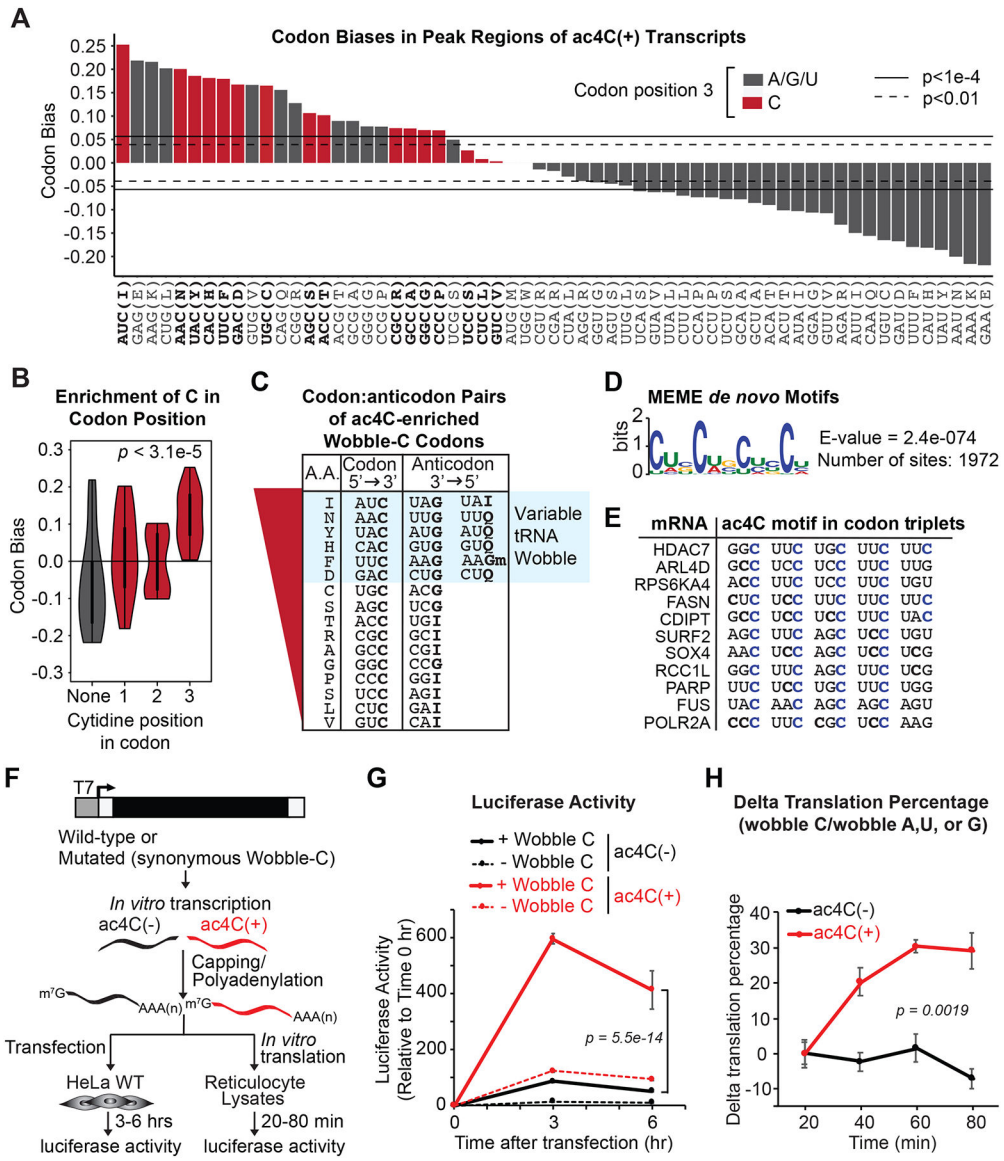 A
Codon Biases in Peak Regions of ac4C(+) Transcripts
Codon Bias
0.25
0.20
0.15
0.10
0.05
0.00
-0.05
-0.10
-0.15
-0.20
Codon position 3
A/G/U
C
p<1e-4
p<0.01
AUC(I)
GAG(E)
AAG(K)
CUG(L)
AAC(N)
UAC(Y)
CAC(H)
UUC(F)
GAC(D)
GUG(V)
UGC(C)
CAG(Q)
CGG(R)
AGC(S)
ACC(T)
ACG(T)
GCG(A)
GGG(G)
CCG(P)
CGC(R)
GCC(A)
GGC(G)
CCC(P)
UCG(S)
UCC(S)
CUC(L)
GUC(V)
AUG(M)
UGG(W)
CGU(R)
CGA(R)
CUA(L)
AGG(R)
GGU(G)
AGU(S)
UUG(L)
UCA(S)
GUA(V)
UUA(L)
CUU(L)
CCA(P)
CCU(P)
UCU(S)
GCA(A)
GCU(A)
ACA(T)
ACU(T)
AUA(I)
GGA(G)
GUU(V)
AGA(R)
AUU(I)
CAA(Q)
UGU(C)
GAU(D)
UUU(F)
CAU(H)
UAU(Y)
AAU(N)
AAA(K)
GAA(E)
B
Enrichment of C in
Codon Position
p < 3.1e-5
Codon Bias
0.3
0.2
0.1
0.0
-0.1
-0.2
-0.3
None 1 2 3
Cytidine position
in codon
C
Codon:anticodon Pairs
of ac4C-enriched
Wobble-C Codons
A.A. Codon Anticodon
5'→3' 3'→5'
I AUC UAG UAI
N AAC UUG UUQ
Y UAC AUG AUQ
H CAC GUG GUQ
F UUC AAG AAGm
D GAC CUG CUQ
C UGC ACG
S AGC UCG
T ACC UGI
R CGC GCI
A GCC CGI
G GGC CCG
P CCC GGI
S UCC AGI
L CUC GAI
V GUC CAI
Variable
tRNA
Wobble
D
MEME de novo Motifs
bits
2
1
0
E-value = 2.4e-074
Number of sites: 1972
E
mRNA ac4C motif in codon triplets
HDAC7 GGC UUC UGC UUC UUC
ARL4D GCC UCC UUC UUC UUG
RPS6KA4 ACC UUC UCC UCC UGU
FASN CUC UCC UUC UUC UUC
CDIPT GCC UUC UUC UCC UAC
SURF2 AGC UUC AGC UCC UGU
SOX4 AAC UCC AGC UCC UCG
RCC1L GGC UUC AGC UUC UCG
PARP UUC UCC UGC UUC UGG
FUS UAC AAC AGC AGC AGU
POLR2A CCC UUC CGC UCC AAG
F
T7
Wild-type or
Mutated (synonymous Wobble-C)
In vitro transcription
ac4C(-) ac4C(+)
Capping/
Polyadenylation
m⁷G AAA(n) m⁷G AAA(n)
Transfection
In vitro
translation
HeLa WT
Reticulocyte
Lysates
3-6 hrs
20-80 min
luciferase activity
luciferase activity
G
Luciferase Activity
+ Wobble C
- Wobble C
ac4C(-)
+ Wobble C
- Wobble C
ac4C(+)
Luciferase Activity
(Relative to Time 0 hr)
600
400
200
0
p = 5.5e-14
0 3 6
Time after transfection (hr)
H
Delta Translation Percentage
(wobble C/wobble A,U, or G)
ac4C(-)
ac4C(+)
Delta translation percentage
40
30
20
10
0
-10
p = 0.0019
20 40 60 80
Time (min)